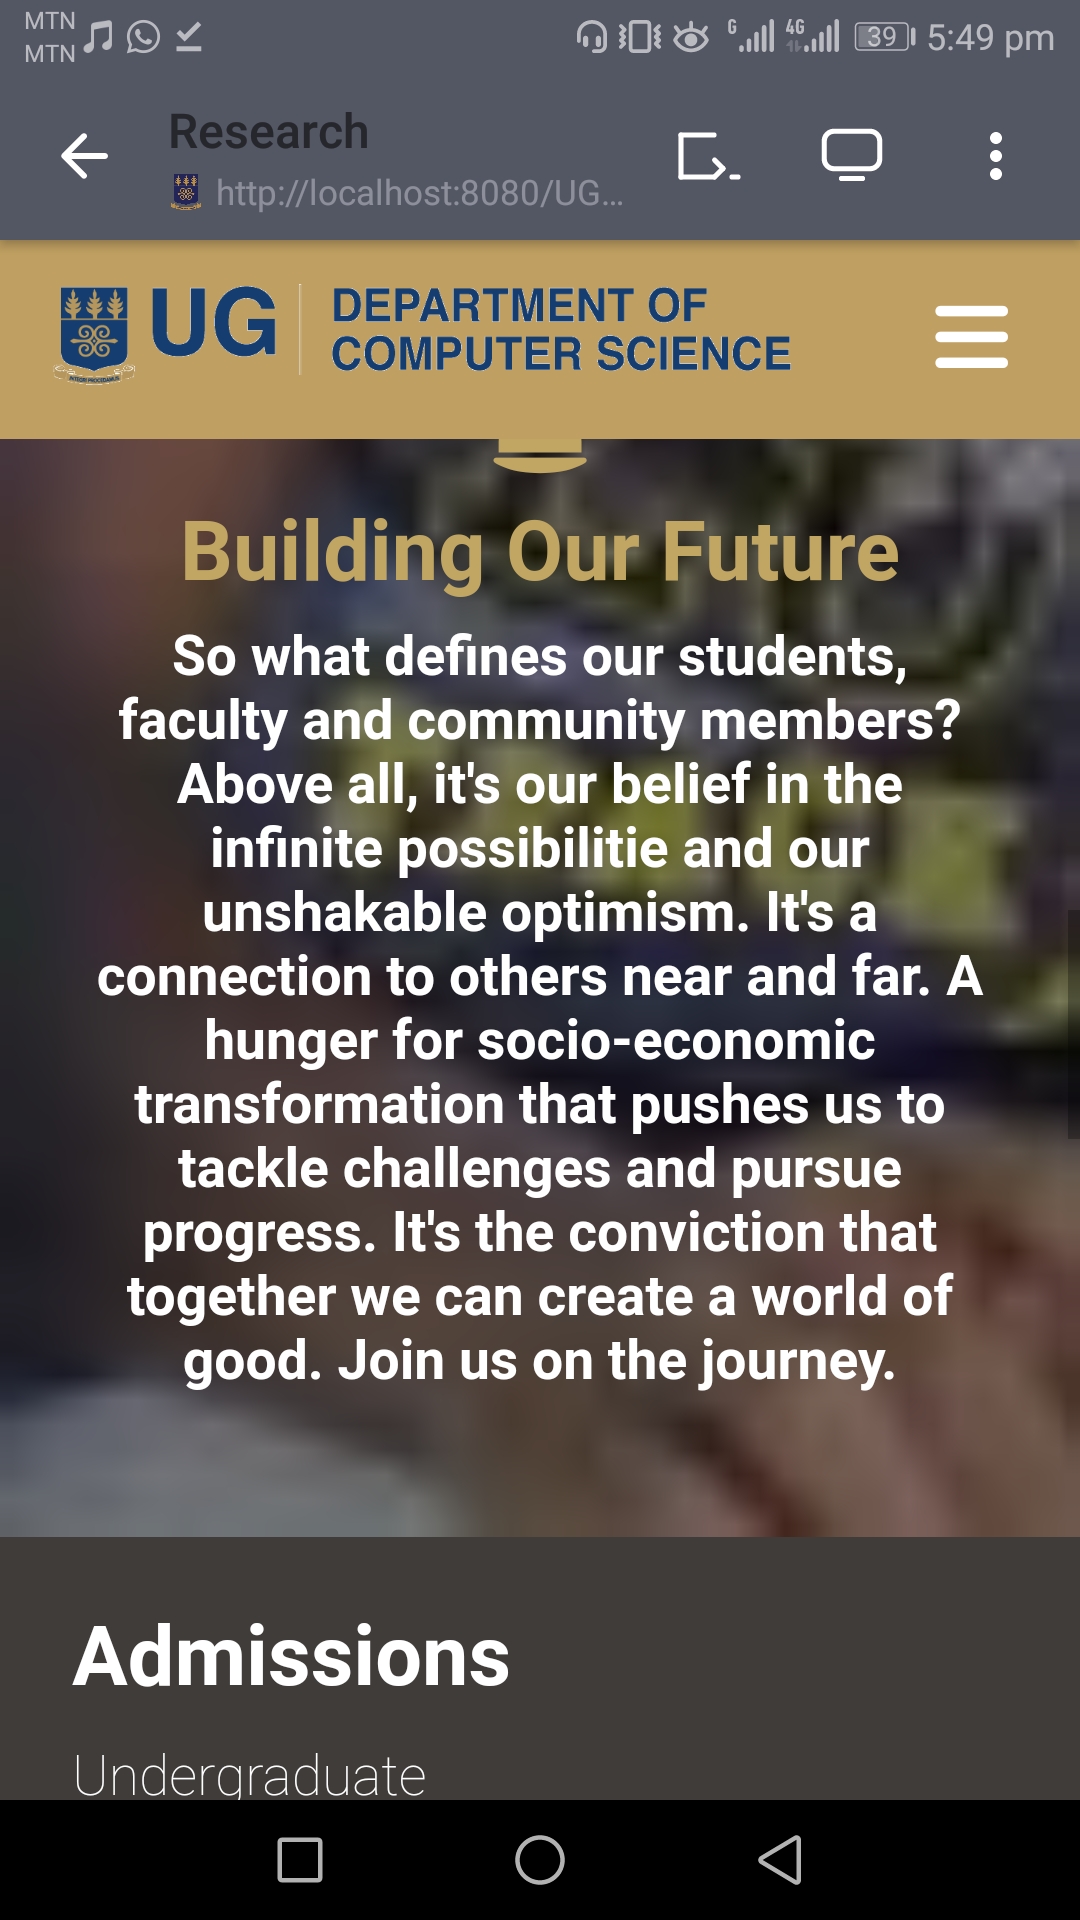 MTN
MTN
G
4G
39
5:49 pm
Research
http://localhost:8080/UG...
UG
DEPARTMENT OF
COMPUTER SCIENCE
Building Our Future
So what defines our students,
faculty and community members?
Above all, it's our belief in the
infinite possibilitie and our
unshakable optimism. It's a
connection to others near and far. A
hunger for socio-economic
transformation that pushes us to
tackle challenges and pursue
progress. It's the conviction that
together we can create a world of
good. Join us on the journey.
Admissions
Undergraduate